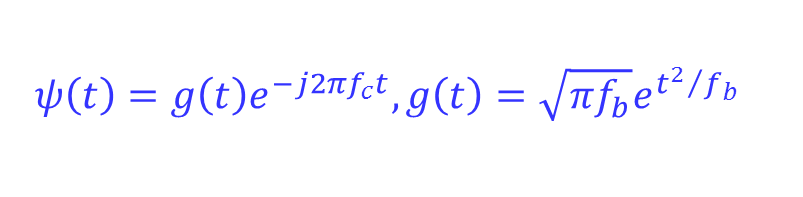 ψ(t) = g(t)e^{−j2πf_c t}, g(t) = √(πf_b) e^{t²/f_b}